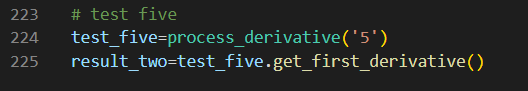 223 # test five
224 test_five=process_derivative('5')
225 result_two=test_five.get_first_derivative()